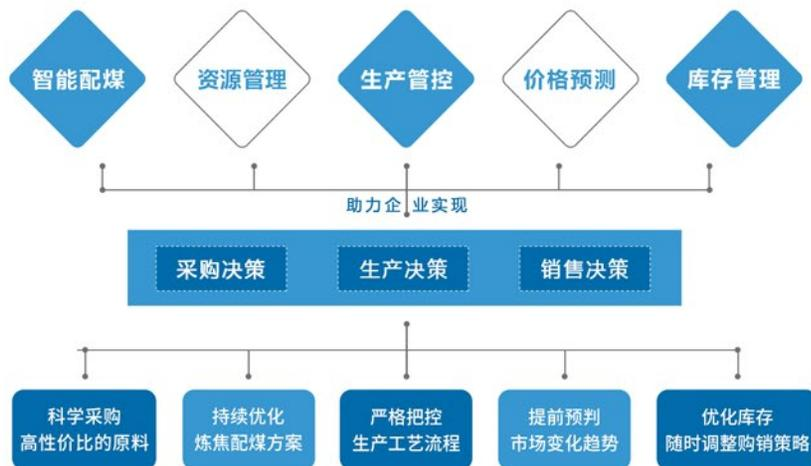 智能配煤
资源管理
生产管控
价格预测
库存管理
助力企业实现
采购决策
生产决策
销售决策
科学采购
高性价比的原料
持续优化
炼焦配煤方案
严格把控
生产工艺流程
提前预判
市场变化趋势
优化库存
随时调整购销策略